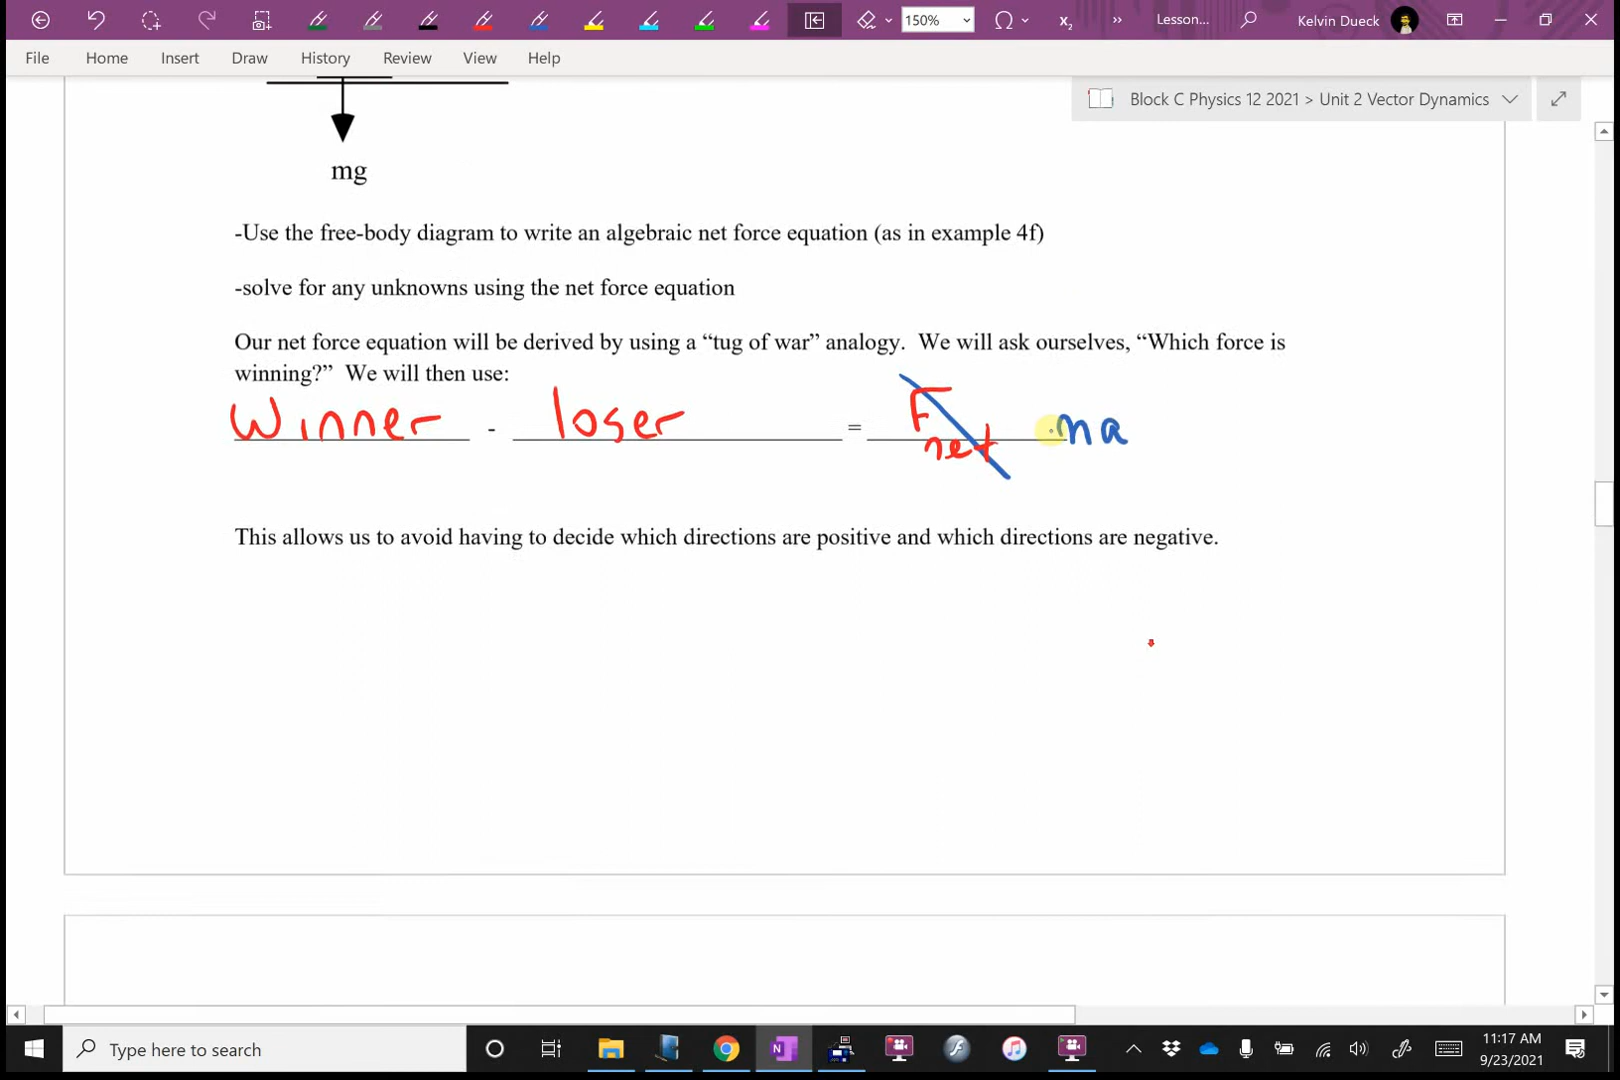 150%
Lesson...
Kelvin Dueck
File Home Insert Draw History Review View Help
Block C Physics 12 2021 > Unit 2 Vector Dynamics
mg
-Use the free-body diagram to write an algebraic net force equation (as in example 4f)
-solve for any unknowns using the net force equation
Our net force equation will be derived by using a “tug of war” analogy. We will ask ourselves, “Which force is
winning?” We will then use:
Winner - loser = Fnet ma
This allows us to avoid having to decide which directions are positive and which directions are negative.
Type here to search
11:17 AM
9/23/2021